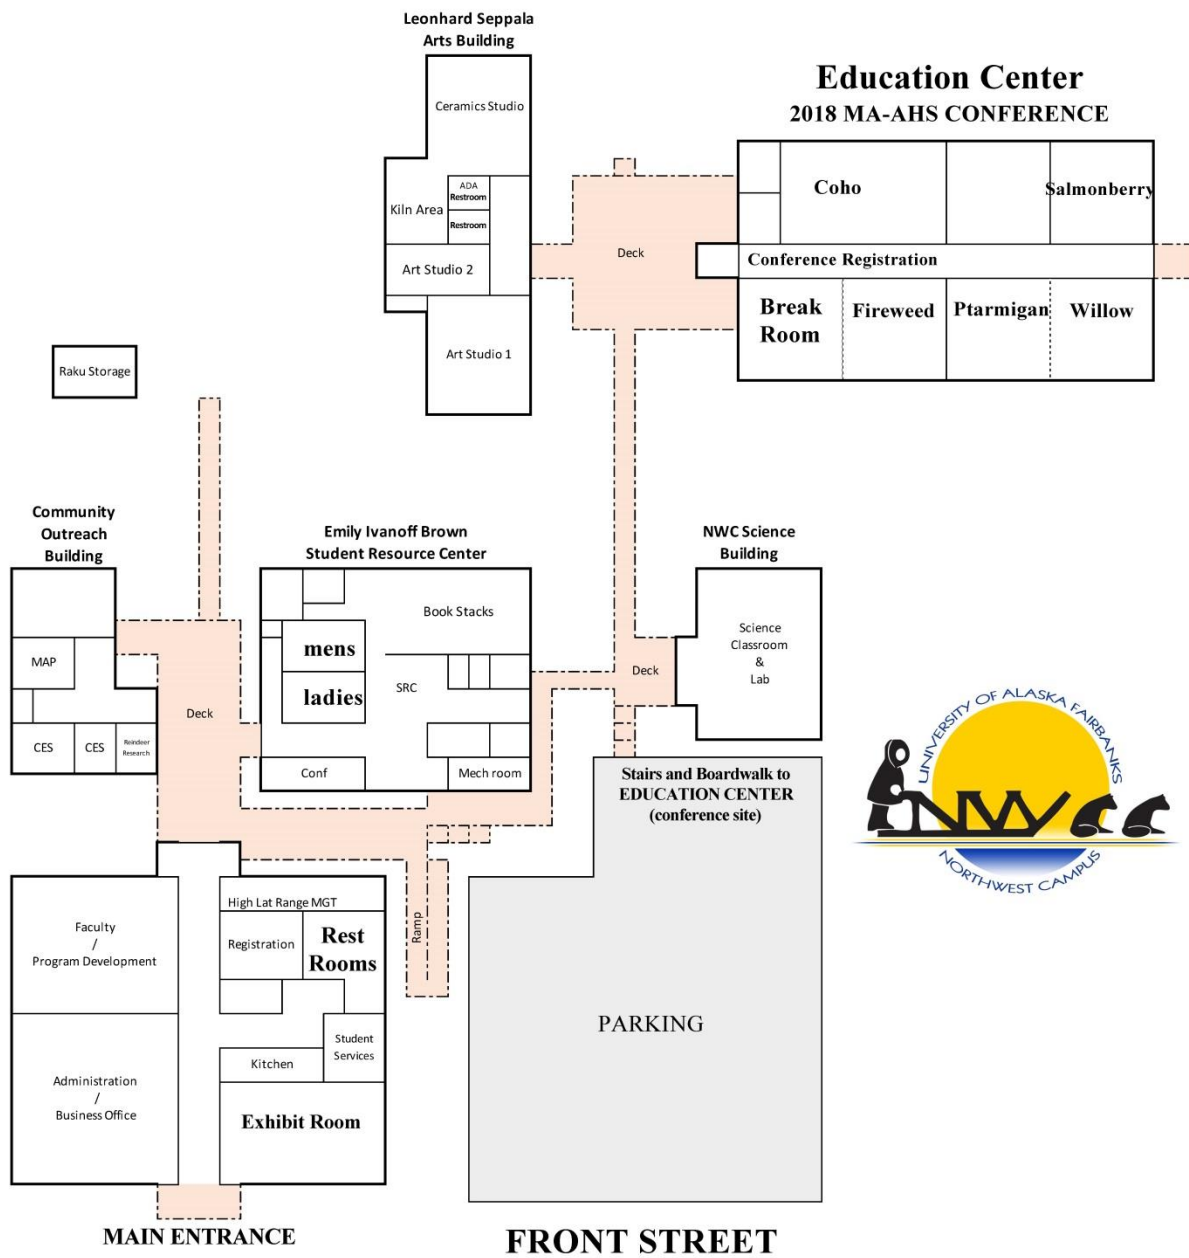 Leonhard Seppala
Arts Building
Ceramics Studio
ADA
Restroom
Kiln Area
Restroom
Art Studio 2
Art Studio 1
Deck
Education Center
2018 MA-AHS CONFERENCE
Coho
Salmonberry
Conference Registration
Break
Room
Fireweed
Ptarmigan
Willow
Raku Storage
Community
Outreach
Building
MAP
CES
CES
Reindeer
Research
Deck
Emily Ivanoff Brown
Student Resource Center
Book Stacks
mens
ladies
SRC
Conf
Mech room
Deck
NWC Science
Building
Science
Classroom
&
Lab
UNIVERSITY OF ALASKA FAIRBANKS
NWCC
NORTHWEST CAMPUS
Stairs and Boardwalk to
EDUCATION CENTER
(conference site)
PARKING
Ramp
High Lat Range MGT
Faculty
/
Program Development
Registration
Rest
Rooms
Student
Services
Kitchen
Administration
/
Business Office
Exhibit Room
MAIN ENTRANCE
FRONT STREET